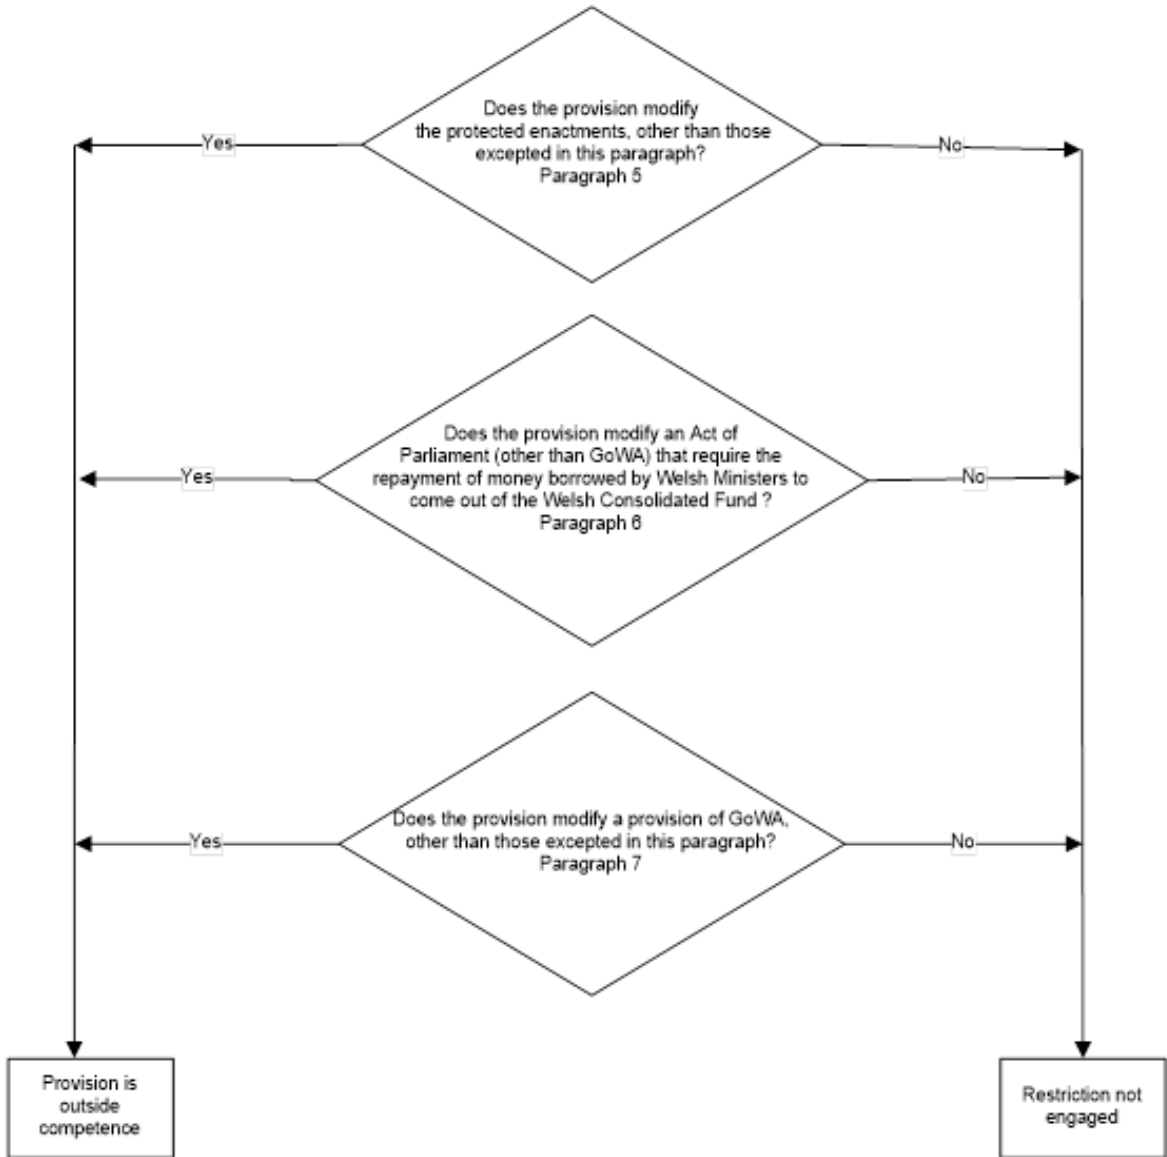 Does the provision modify
the protected enactments, other than those
excepted in this paragraph?
Paragraph 5
Yes
No
Does the provision modify an Act of
Parliament (other than GoWA) that require the
repayment of money borrowed by Welsh Ministers to
come out of the Welsh Consolidated Fund ?
Paragraph 6
Yes
No
Does the provision modify a provision of GoWA,
other than those excepted in this paragraph?
Paragraph 7
Yes
No
Provision is
outside
competence
Restriction not
engaged